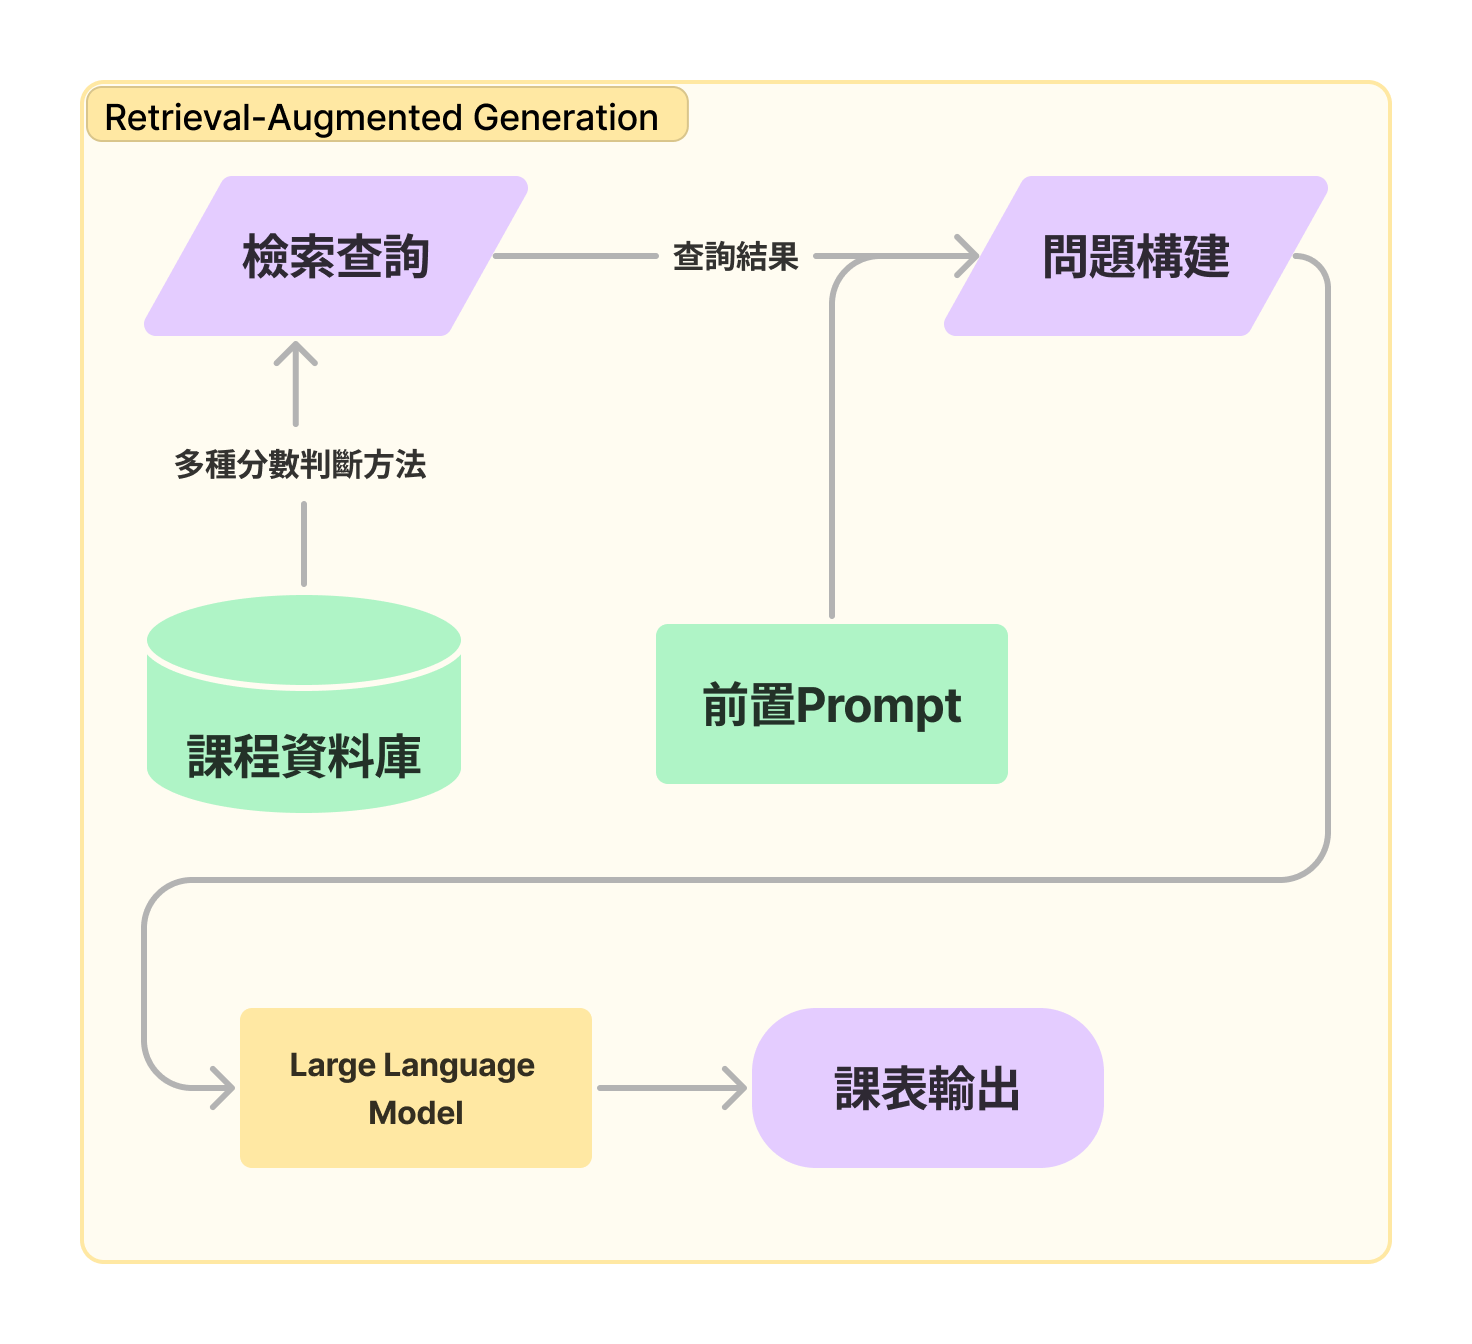 Retrieval-Augmented Generation
檢索查詢
查詢結果
問題構建
多種分數判斷方法
課程資料庫
前置Prompt
Large Language
Model
課表輸出